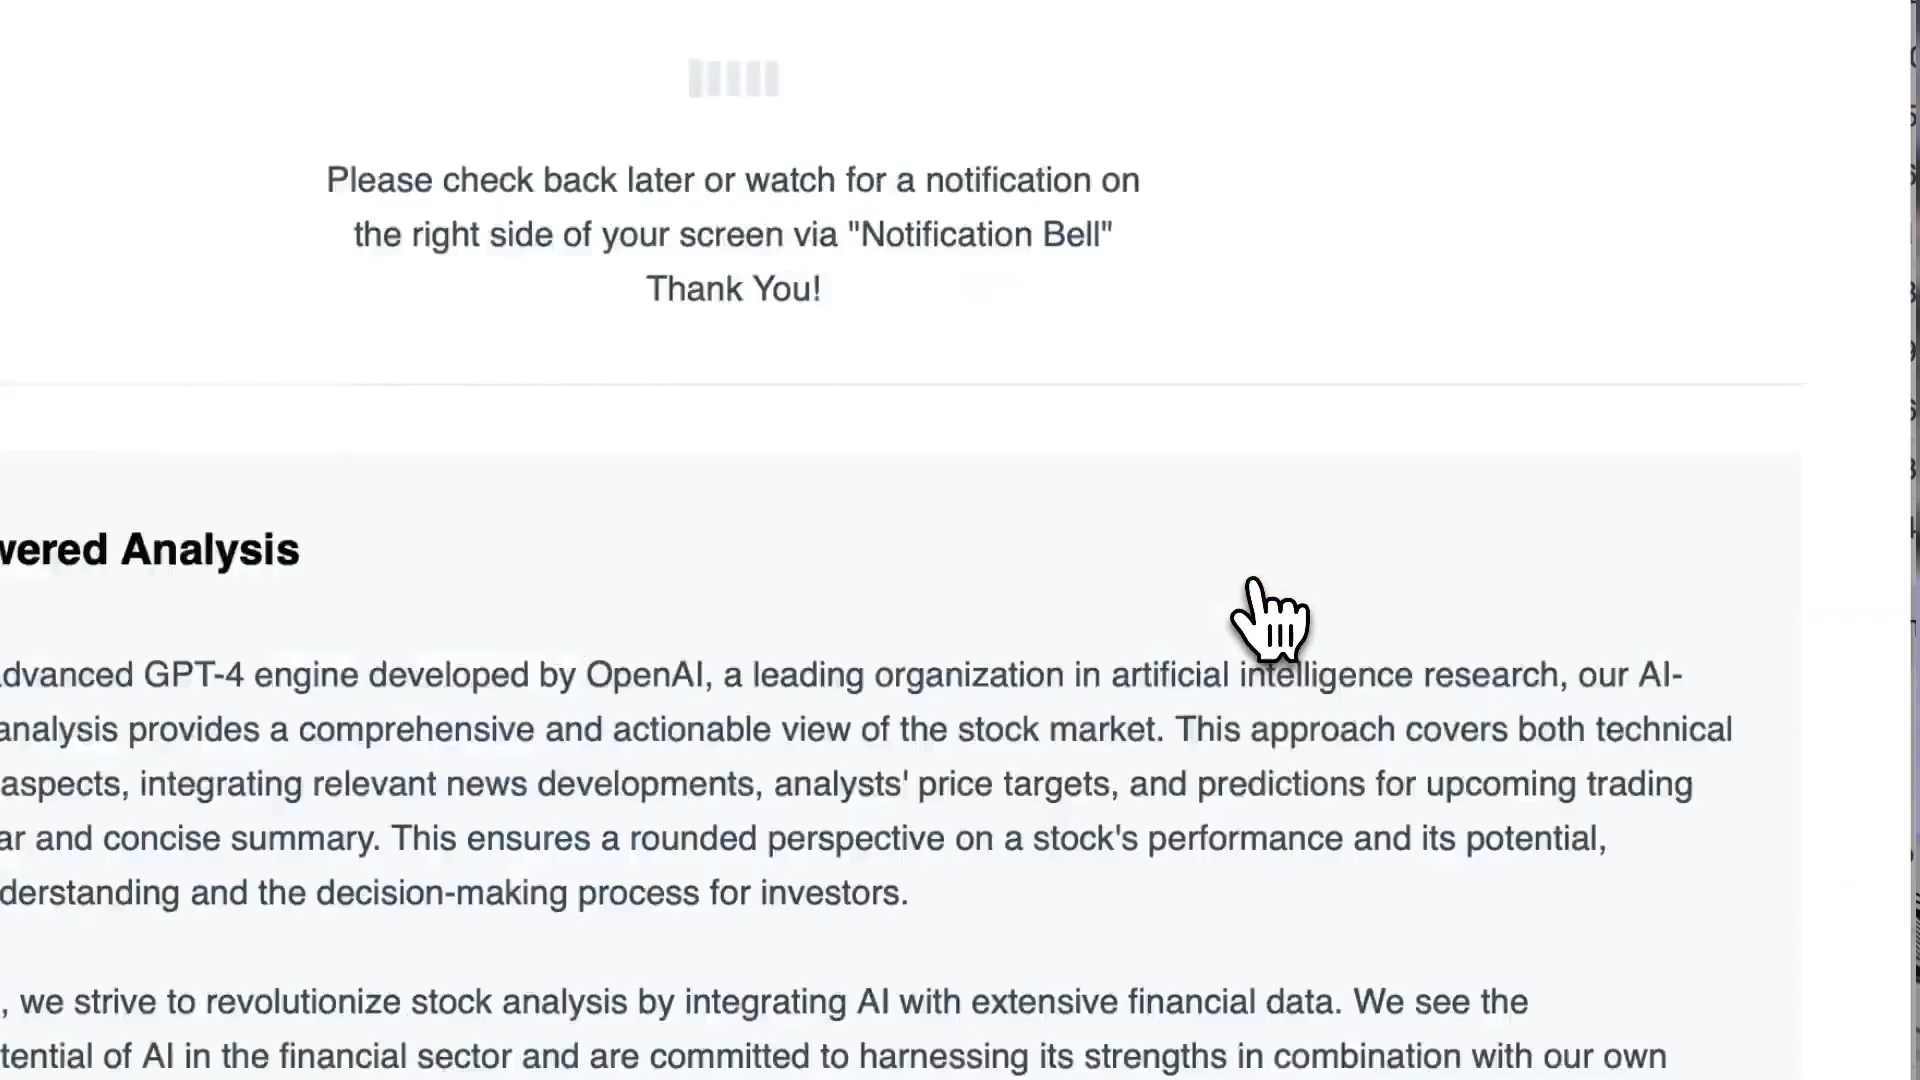 Please check back later or watch for a notification on
the right side of your screen via "Notification Bell"
Thank You!
Analysis
GPT-4 engine developed by OpenAI, a leading organization in artificial intelligence research, our AI-
analysis provides a comprehensive and actionable view of the stock market. This approach covers both technical
aspects, integrating relevant news developments, analysts' price targets, and predictions for upcoming trading
and concise summary. This ensures a rounded perspective on a stock's performance and its potential,
and the decision-making process for investors.
, we strive to revolutionize stock analysis by integrating AI with extensive financial data. We see the
of AI in the financial sector and are committed to harnessing its strengths in combination with our own